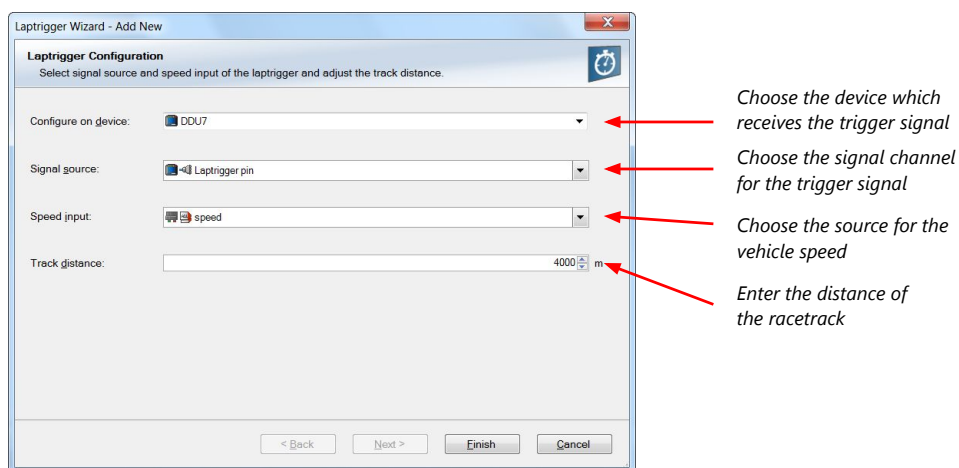 Laptrigger Wizard - Add New
Laptrigger Configuration
Select signal source and speed input of the laptrigger and adjust the track distance.
Configure on device:
DDU7
Choose the device which
receives the trigger signal
Signal source:
Laptrigger pin
Choose the signal channel
for the trigger signal
Speed input:
speed
Choose the source for the
vehicle speed
Track distance:
4000 m
Enter the distance of
the racetrack
< Back
Next >
Finish
Cancel